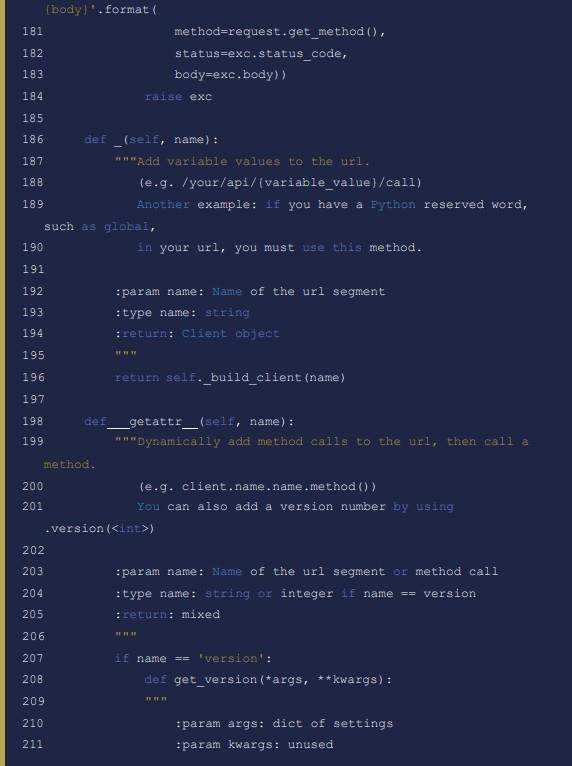 {body}'.format(
181 method=request.get_method(),
182 status=exc.status_code,
183 body=exc.body))
184 raise exc
185
186 def _(self, name):
187 """Add variable values to the url.
188 (e.g. /your/api/{variable_value}/call)
189 Another example: if you have a Python reserved word,
such as global,
190 in your url, you must use this method.
191
192 :param name: Name of the url segment
193 :type name: string
194 :return: Client object
195 """
196 return self._build_client(name)
197
198 def___getattr__(self, name):
199 """Dynamically add method calls to the url, then call a
method.
200 (e.g. client.name.name.method())
201 You can also add a version number by using
.version(<int>)
202
203 :param name: Name of the url segment or method call
204 :type name: string or integer if name == version
205 :return: mixed
206 """
207 if name == 'version':
208 def get_version(*args, **kwargs):
209 """
210 :param args: dict of settings
211 :param kwargs: unused